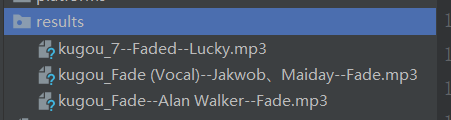 results
kugou_7--Faded--Lucky.mp3
kugou_Fade (Vocal)--Jakwob、Maiday--Fade.mp3
kugou_Fade--Alan Walker--Fade.mp3